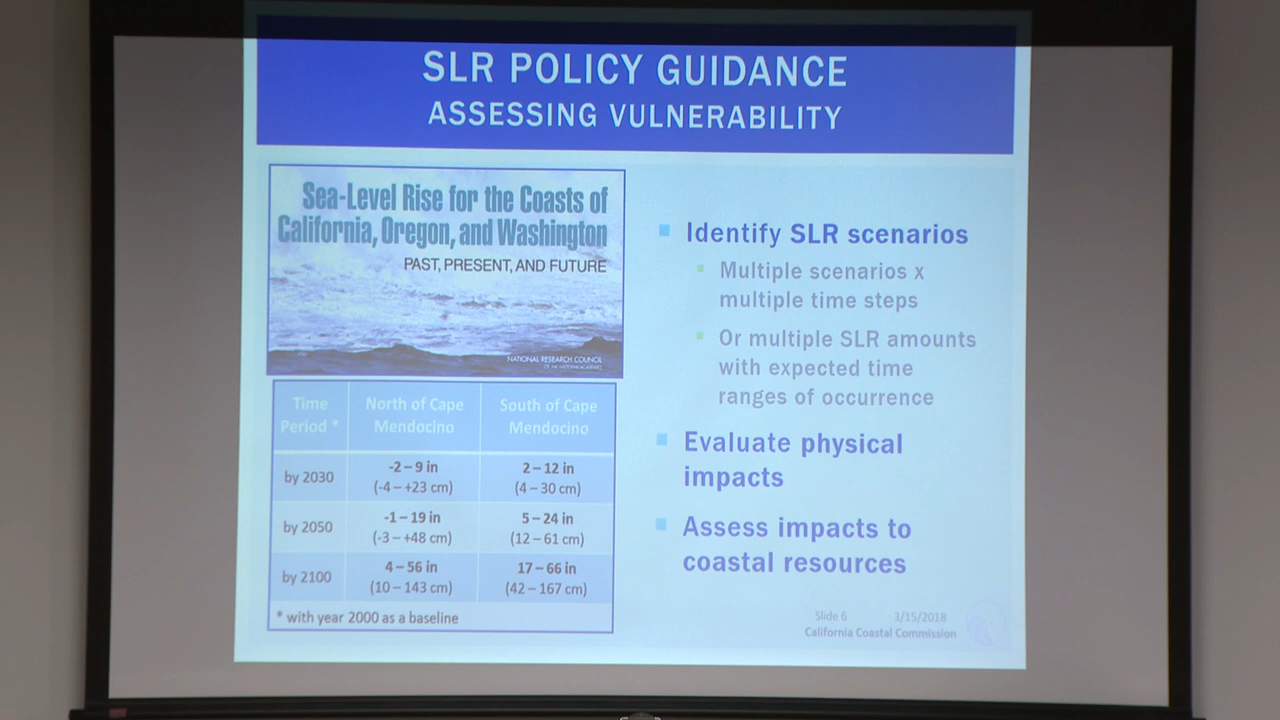 SLR POLICY GUIDANCE
ASSESSING VULNERABILITY
Sea-Level Rise for the Coasts of
California, Oregon, and Washington
PAST, PRESENT, AND FUTURE
NATIONAL RESEARCH COUNCIL
OF THE NATIONAL ACADEMIES
Time Period * North of Cape Mendocino South of Cape Mendocino
by 2030 -2 – 9 in (-4 – +23 cm) 2 – 12 in (4 – 30 cm)
by 2050 -1 – 19 in (-3 – +48 cm) 5 – 24 in (12 – 61 cm)
by 2100 4 – 56 in (10 – 143 cm) 17 – 66 in (42 – 167 cm)
* with year 2000 as a baseline
Identify SLR scenarios
Multiple scenarios x
multiple time steps
Or multiple SLR amounts
with expected time
ranges of occurrence
Evaluate physical
impacts
Assess impacts to
coastal resources
Slide 6 3/15/2018
California Coastal Commission